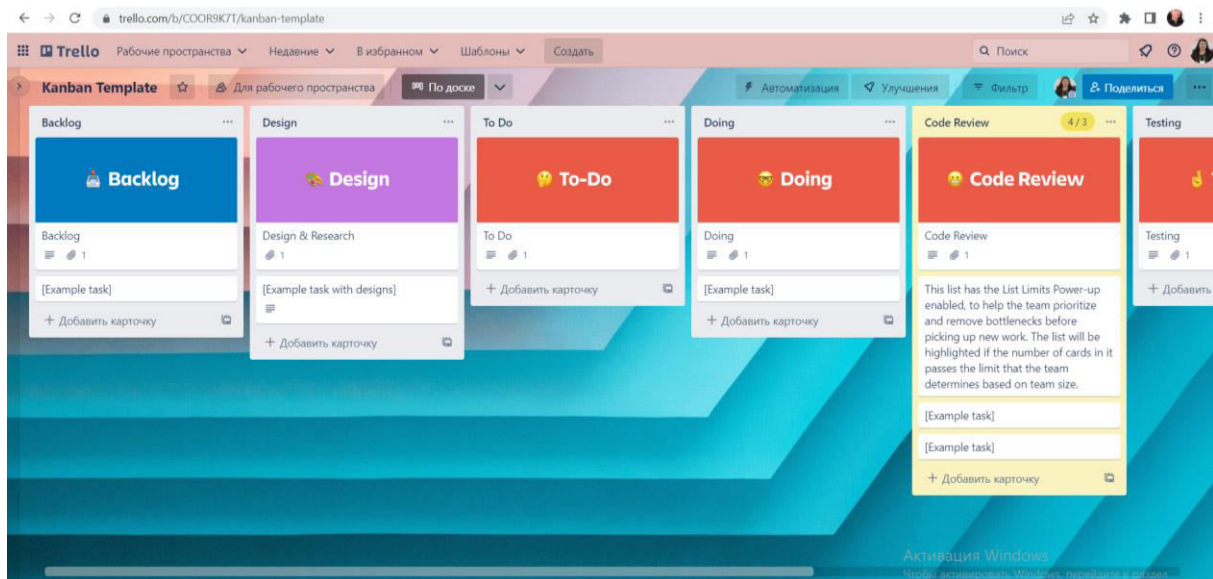 trello.com/b/COOR9K7T/kanban-template
Trello Рабочие пространства Недавние В избранном Шаблоны Создать Поиск
Kanban Template Для рабочего пространства По доске Автоматизация Улучшения Фильтр Поделиться
Backlog
Backlog
Backlog
1
[Example task]
+ Добавить карточку
Design
Design
Design & Research
1
[Example task with designs]
+ Добавить карточку
To Do
To-Do
To Do
1
+ Добавить карточку
Doing
Doing
Doing
1
[Example task]
+ Добавить карточку
Code Review 4/3
Code Review
Code Review
1
This list has the List Limits Power-up
enabled, to help the team prioritize
and remove bottlenecks before
picking up new work. The list will be
highlighted if the number of cards in it
passes the limit that the team
determines based on team size.
[Example task]
[Example task]
+ Добавить карточку
Testing
Testing
1
+ Добавить
Активация Windows
Чтобы активировать Windows, перейдите в раздел